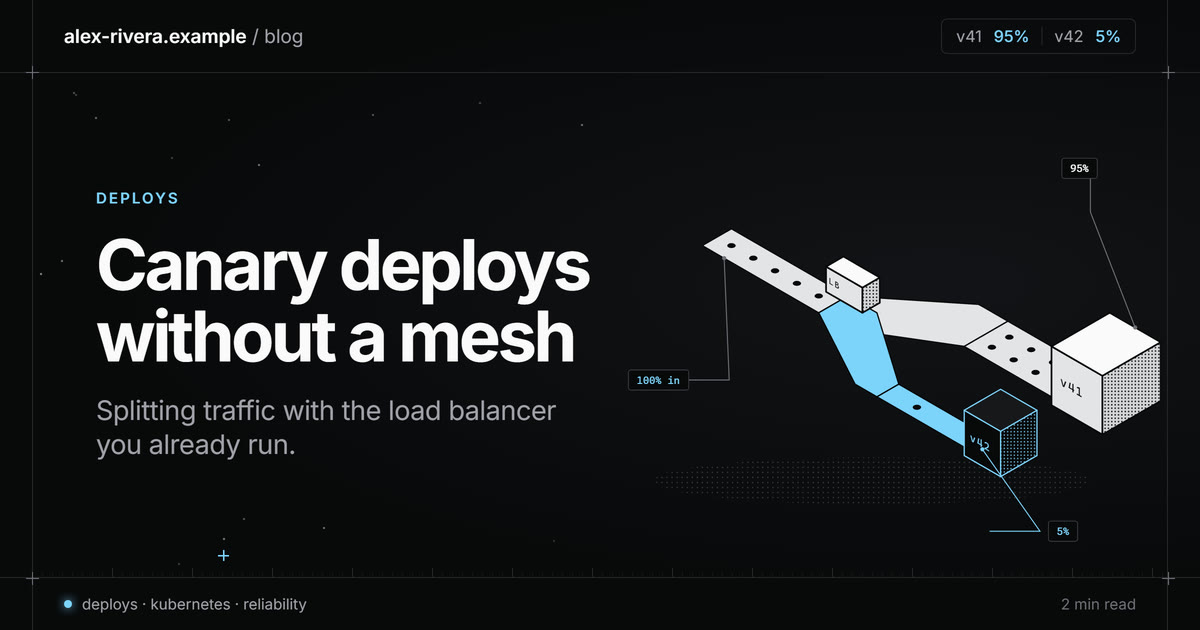 alex-rivera.example / blog
v41 95% v42 5%
DEPLOYS
Canary deploys
without a mesh
Splitting traffic with the load balancer
you already run.
95%
LB
100% in
v41
v42
5%
deploys · kubernetes · reliability
2 min read